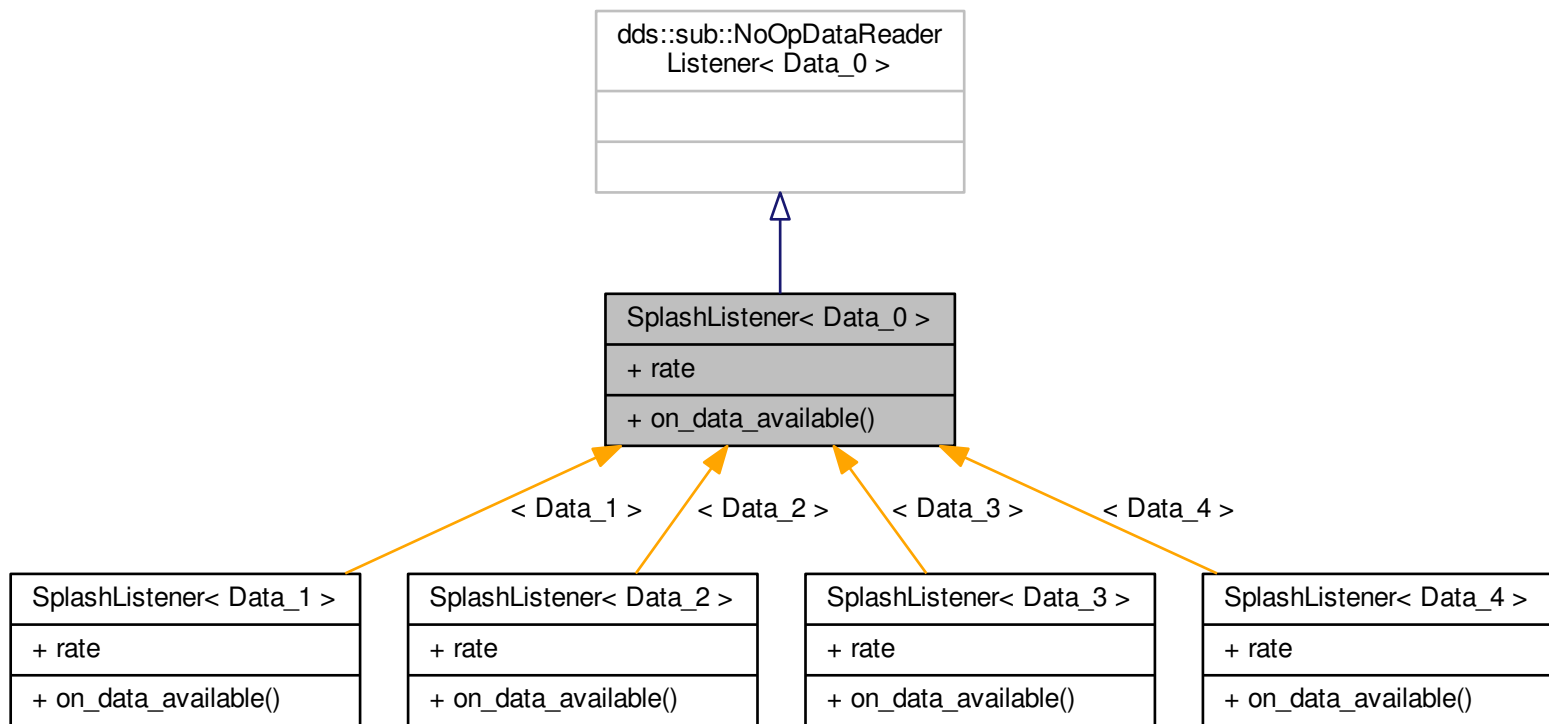 dds::sub::NoOpDataReader
Listener< Data_0 >
SplashListener< Data_0 >
+ rate
+ on_data_available()
< Data_1 >
< Data_2 >
< Data_3 >
< Data_4 >
SplashListener< Data_1 >
+ rate
+ on_data_available()
SplashListener< Data_2 >
+ rate
+ on_data_available()
SplashListener< Data_3 >
+ rate
+ on_data_available()
SplashListener< Data_4 >
+ rate
+ on_data_available()